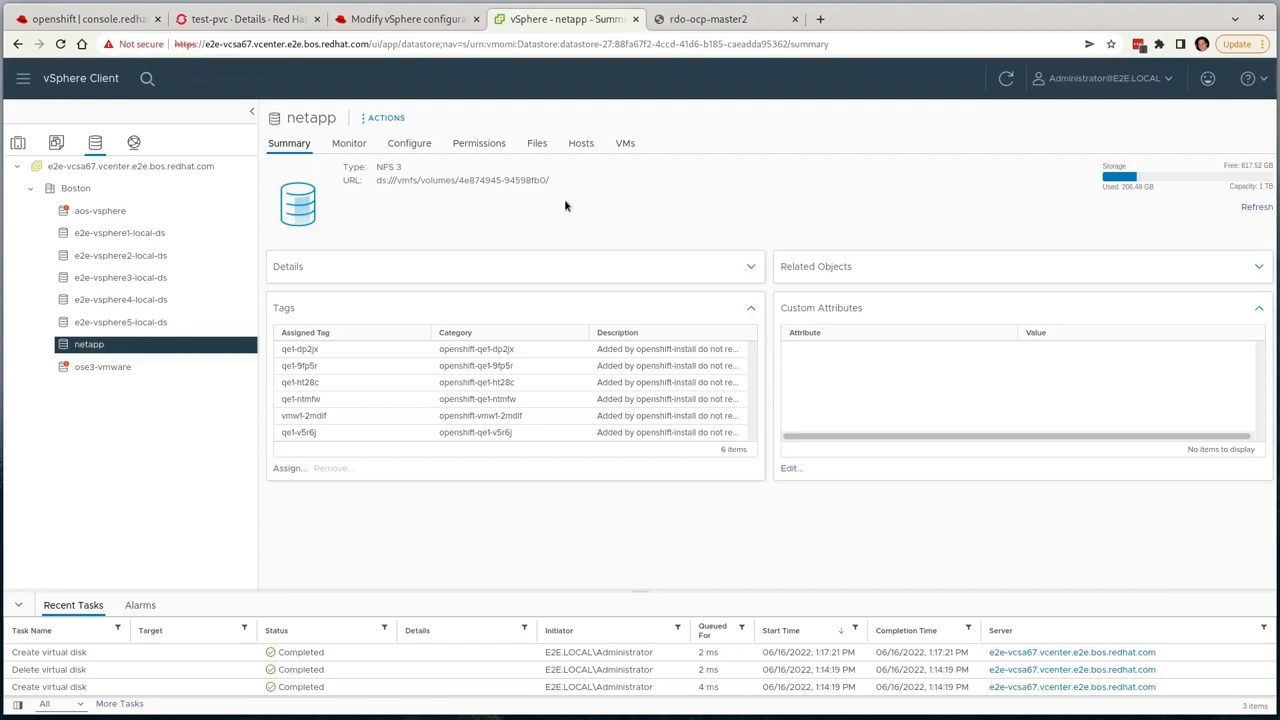 openshift | console.redha
test-pvc · Details · Red Ha
Modify vSphere configura
vSphere - netapp - Summa
rdo-ocp-master2
Not secure
https://e2e-vcsa67.vcenter.e2e.bos.redhat.com/ui/app/datastore;nav=s/urn:vmomi:Datastore:datastore-27:88fa67f2-4ccd-41d6-b185-caeadda95362/summary
Update
vSphere Client
Administrator@E2E.LOCAL
netapp
ACTIONS
Summary Monitor Configure Permissions Files Hosts VMs
e2e-vcsa67.vcenter.e2e.bos.redhat.com
Boston
aos-vsphere
e2e-vsphere1-local-ds
e2e-vsphere2-local-ds
e2e-vsphere3-local-ds
e2e-vsphere4-local-ds
e2e-vsphere5-local-ds
netapp
ose3-vmware
Type: NFS 3
URL: ds:///vmfs/volumes/4e874945-94598fb0/
Storage Free: 817.52 GB
Used: 206.48 GB Capacity: 1 TB
Refresh
Details
Related Objects
Tags
Assigned Tag Category Description
qe1-dp2jx openshift-qe1-dp2jx Added by openshift-install do not re...
qe1-9fp5r openshift-qe1-9fp5r Added by openshift-install do not re...
qe1-ht28c openshift-qe1-ht28c Added by openshift-install do not re...
qe1-ntmfw openshift-qe1-ntmfw Added by openshift-install do not re...
vmw1-2mdlf openshift-vmw1-2mdlf Added by openshift-install do not re...
qe1-v5r6j openshift-qe1-v5r6j Added by openshift-install do not re...
6 items
Assign... Remove...
Custom Attributes
Attribute Value
No items to display
Edit...
Recent Tasks Alarms
Task Name Target Status Details Initiator Queued For Start Time Completion Time Server
Create virtual disk Completed E2E.LOCAL\Administrator 2 ms 06/16/2022, 1:17:21 PM 06/16/2022, 1:17:21 PM e2e-vcsa67.vcenter.e2e.bos.redhat.com
Delete virtual disk Completed E2E.LOCAL\Administrator 2 ms 06/16/2022, 1:14:19 PM 06/16/2022, 1:14:19 PM e2e-vcsa67.vcenter.e2e.bos.redhat.com
Create virtual disk Completed E2E.LOCAL\Administrator 4 ms 06/16/2022, 1:14:19 PM 06/16/2022, 1:14:19 PM e2e-vcsa67.vcenter.e2e.bos.redhat.com
All More Tasks
3 items